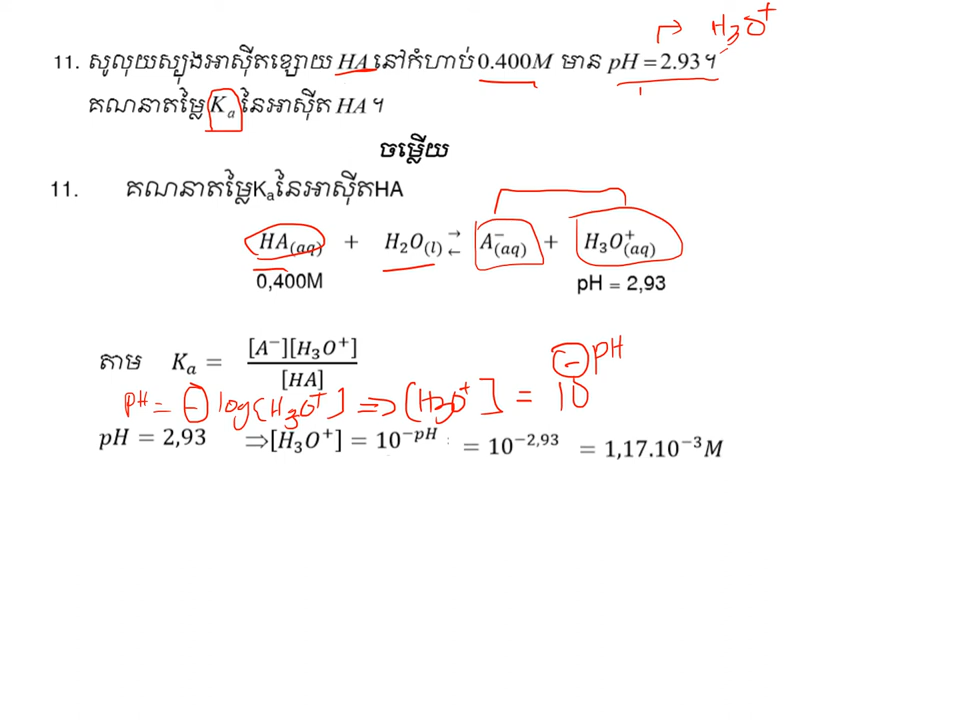 H₃O⁺
11. សូលុយស្យុងអាស៊ីតខ្សោយ HA នៅកំហាប់ 0.400M មាន pH = 2.93។
គណនាតម្លៃ Kₐ នៃអាស៊ីត HA ។
ចម្លើយ
11. គណនាតម្លៃKₐនៃអាស៊ីតHA
HA(aq) + H₂O(l) ⇄ A⁻(aq) + H₃O⁺(aq)
0,400M pH = 2,93
តាម Kₐ = [A⁻][H₃O⁺] / [HA]
pH = - log[H₃O⁺] ⇒ [H₃O⁺] = 10^-pH
pH = 2,93 ⇒[H₃O⁺] = 10^−pH = 10^−2,93 = 1,17.10⁻³M